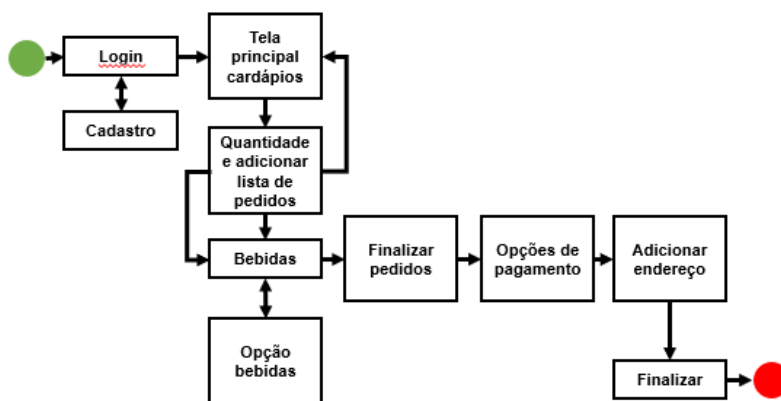 Login
Tela
principal
cardápios
Cadastro
Quantidade
e adicionar
lista de
pedidos
Bebidas
Finalizar
pedidos
Opções de
pagamento
Adicionar
endereço
Opção
bebidas
Finalizar